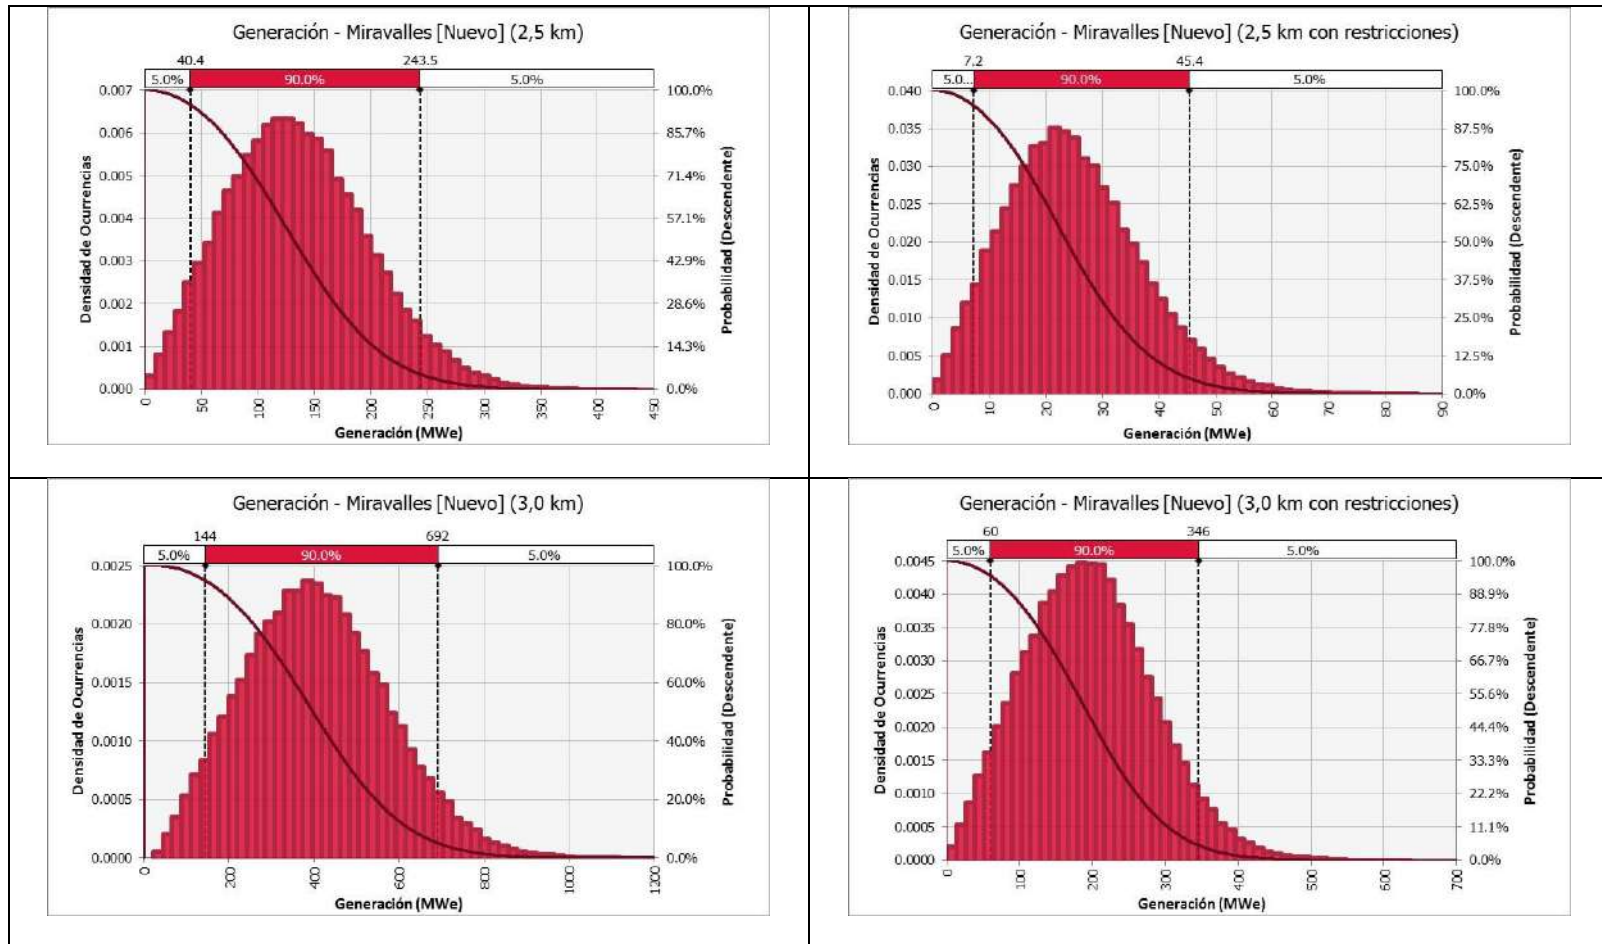 Generación - Miravalles [Nuevo] (2,5 km)
40.4 243.5
5.0% 90.0% 5.0%
0.007 100.0%
0.006 85.7%
0.005 71.4%
0.004 57.1%
0.003 42.9%
0.002 28.6%
0.001 14.3%
0.000 0.0%
Densidad de Ocurrencias
Probabilidad (Descendente)
0 50 100 150 200 250 300 350 400 450
Generación (MWe)
Generación - Miravalles [Nuevo] (2,5 km con restricciones)
7.2 45.4
5.0... 90.0% 5.0%
0.040 100.0%
0.035 87.5%
0.030 75.0%
0.025 62.5%
0.020 50.0%
0.015 37.5%
0.010 25.0%
0.005 12.5%
0.000 0.0%
Densidad de Ocurrencias
Probabilidad (Descendente)
0 10 20 30 40 50 60 70 80 90
Generación (MWe)
Generación - Miravalles [Nuevo] (3,0 km)
144 692
5.0% 90.0% 5.0%
0.0025 100.0%
0.0020 80.0%
0.0015 60.0%
0.0010 40.0%
0.0005 20.0%
0.0000 0.0%
Densidad de Ocurrencias
Probabilidad (Descendente)
0 200 400 600 800 1000 1200
Generación (MWe)
Generación - Miravalles [Nuevo] (3,0 km con restricciones)
60 346
5.0% 90.0% 5.0%
0.0045 100.0%
0.0040 88.9%
0.0035 77.8%
0.0030 66.7%
0.0025 55.6%
0.0020 44.4%
0.0015 33.3%
0.0010 22.2%
0.0005 11.1%
0.0000 0.0%
Densidad de Ocurrencias
Probabilidad (Descendente)
0 100 200 300 400 500 600 700
Generación (MWe)